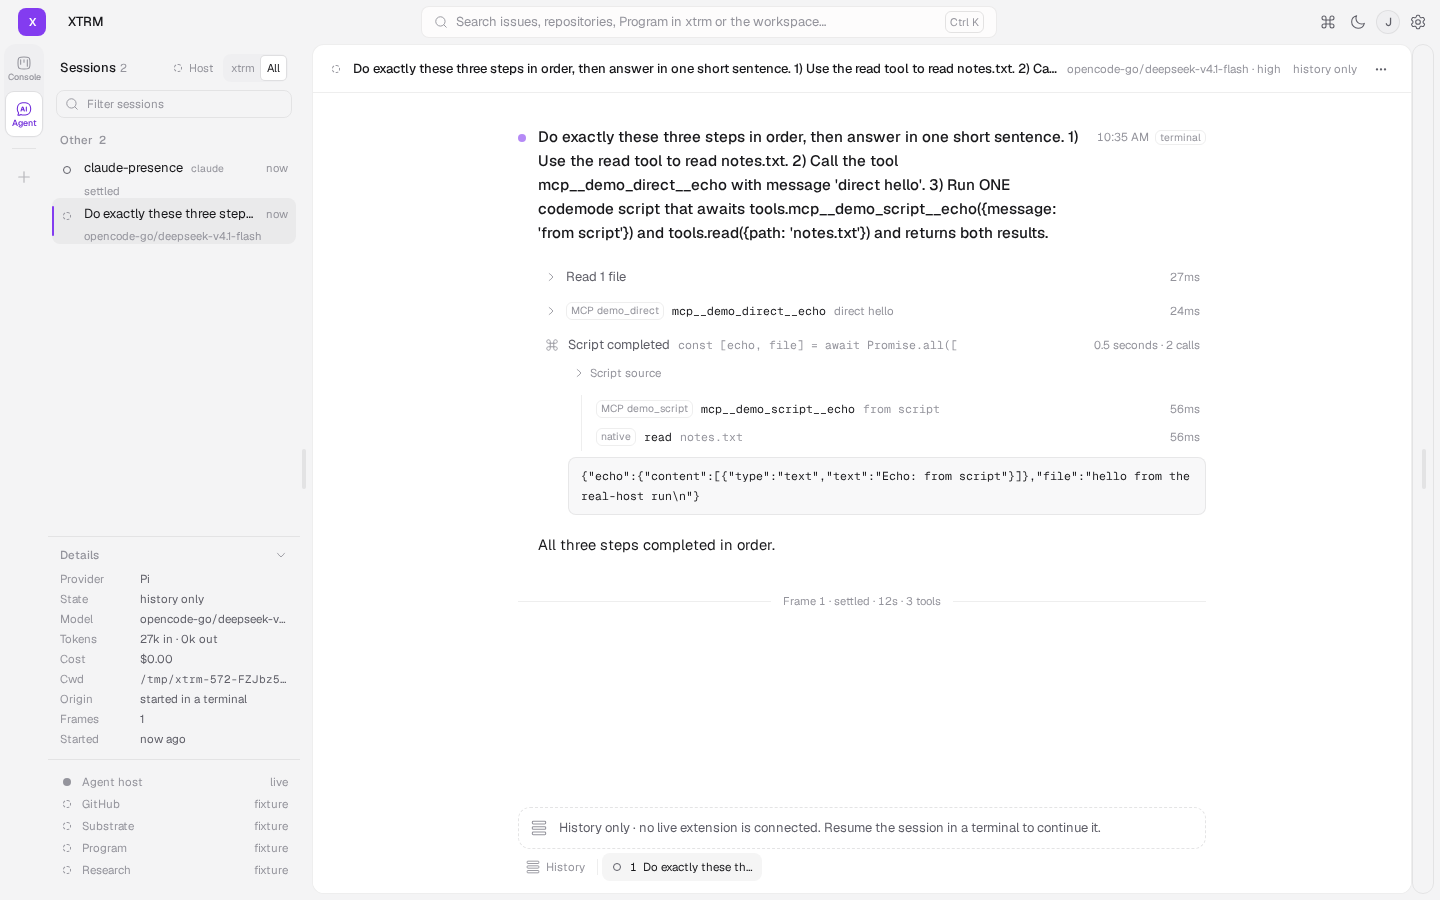 X
XTRM
Search issues, repositories, Program in xtrm or the workspace...
Ctrl K
J
Console
Agent
AI
Sessions 2
Host
xtrm
All
Filter sessions
Other 2
claude-presence claude now
settled
Do exactly these three step... now
opencode-go/deepseek-v4.1-flash
Details
Provider Pi
State history only
Model opencode-go/deepseek-v...
Tokens 27k in · 0k out
Cost $0.00
Cwd /tmp/xtrm-572-FZJbz5...
Origin started in a terminal
Frames 1
Started now ago
Agent host live
GitHub fixture
Substrate fixture
Program fixture
Research fixture
Do exactly these three steps in order, then answer in one short sentence. 1) Use the read tool to read notes.txt. 2) Ca... opencode-go/deepseek-v4.1-flash · high history only
Do exactly these three steps in order, then answer in one short sentence. 1) 10:35 AM terminal
Use the read tool to read notes.txt. 2) Call the tool
mcp__demo_direct__echo with message 'direct hello'. 3) Run ONE
codemode script that awaits tools.mcp__demo_script__echo({message:
'from script'}) and tools.read({path: 'notes.txt'}) and returns both results.
Read 1 file 27ms
MCP demo_direct mcp__demo_direct__echo direct hello 24ms
Script completed const [echo, file] = await Promise.all([ 0.5 seconds · 2 calls
Script source
MCP demo_script mcp__demo_script__echo from script 56ms
native read notes.txt 56ms
{"echo":{"content":[{"type":"text","text":"Echo: from script"}]},"file":"hello from the
real-host run\n"}
All three steps completed in order.
Frame 1 · settled · 12s · 3 tools
History only · no live extension is connected. Resume the session in a terminal to continue it.
History 1 Do exactly these th...